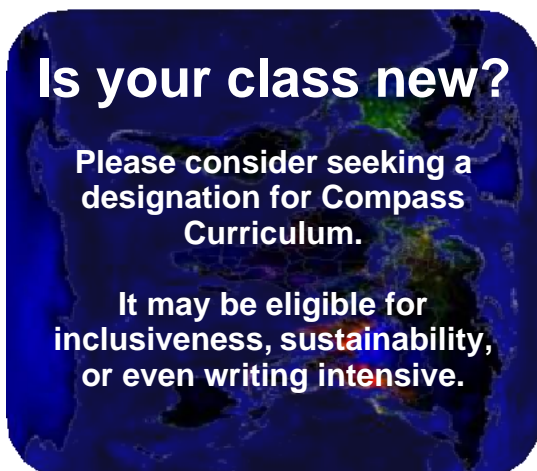 Is your class new?
Please consider seeking a
designation for Compass
Curriculum.
It may be eligible for
inclusiveness, sustainability,
or even writing intensive.